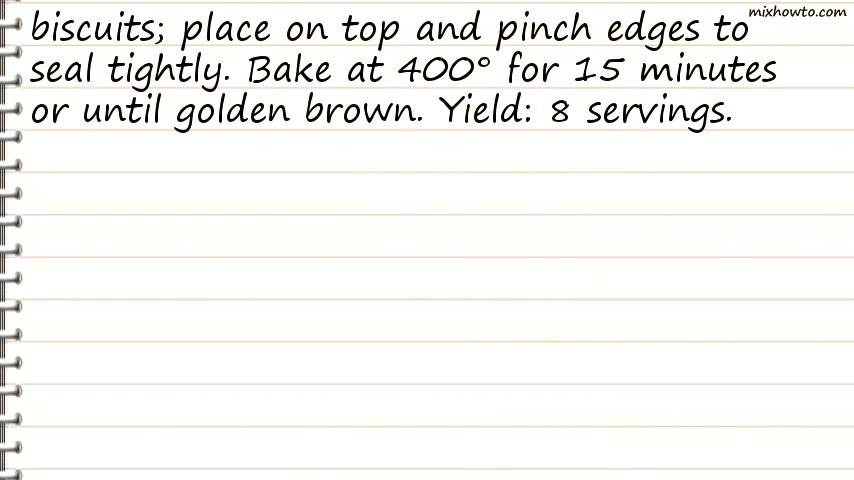 mixhowto.com
biscuits; place on top and pinch edges to
seal tightly. Bake at 400° for 15 minutes
or until golden brown. Yield: 8 servings.